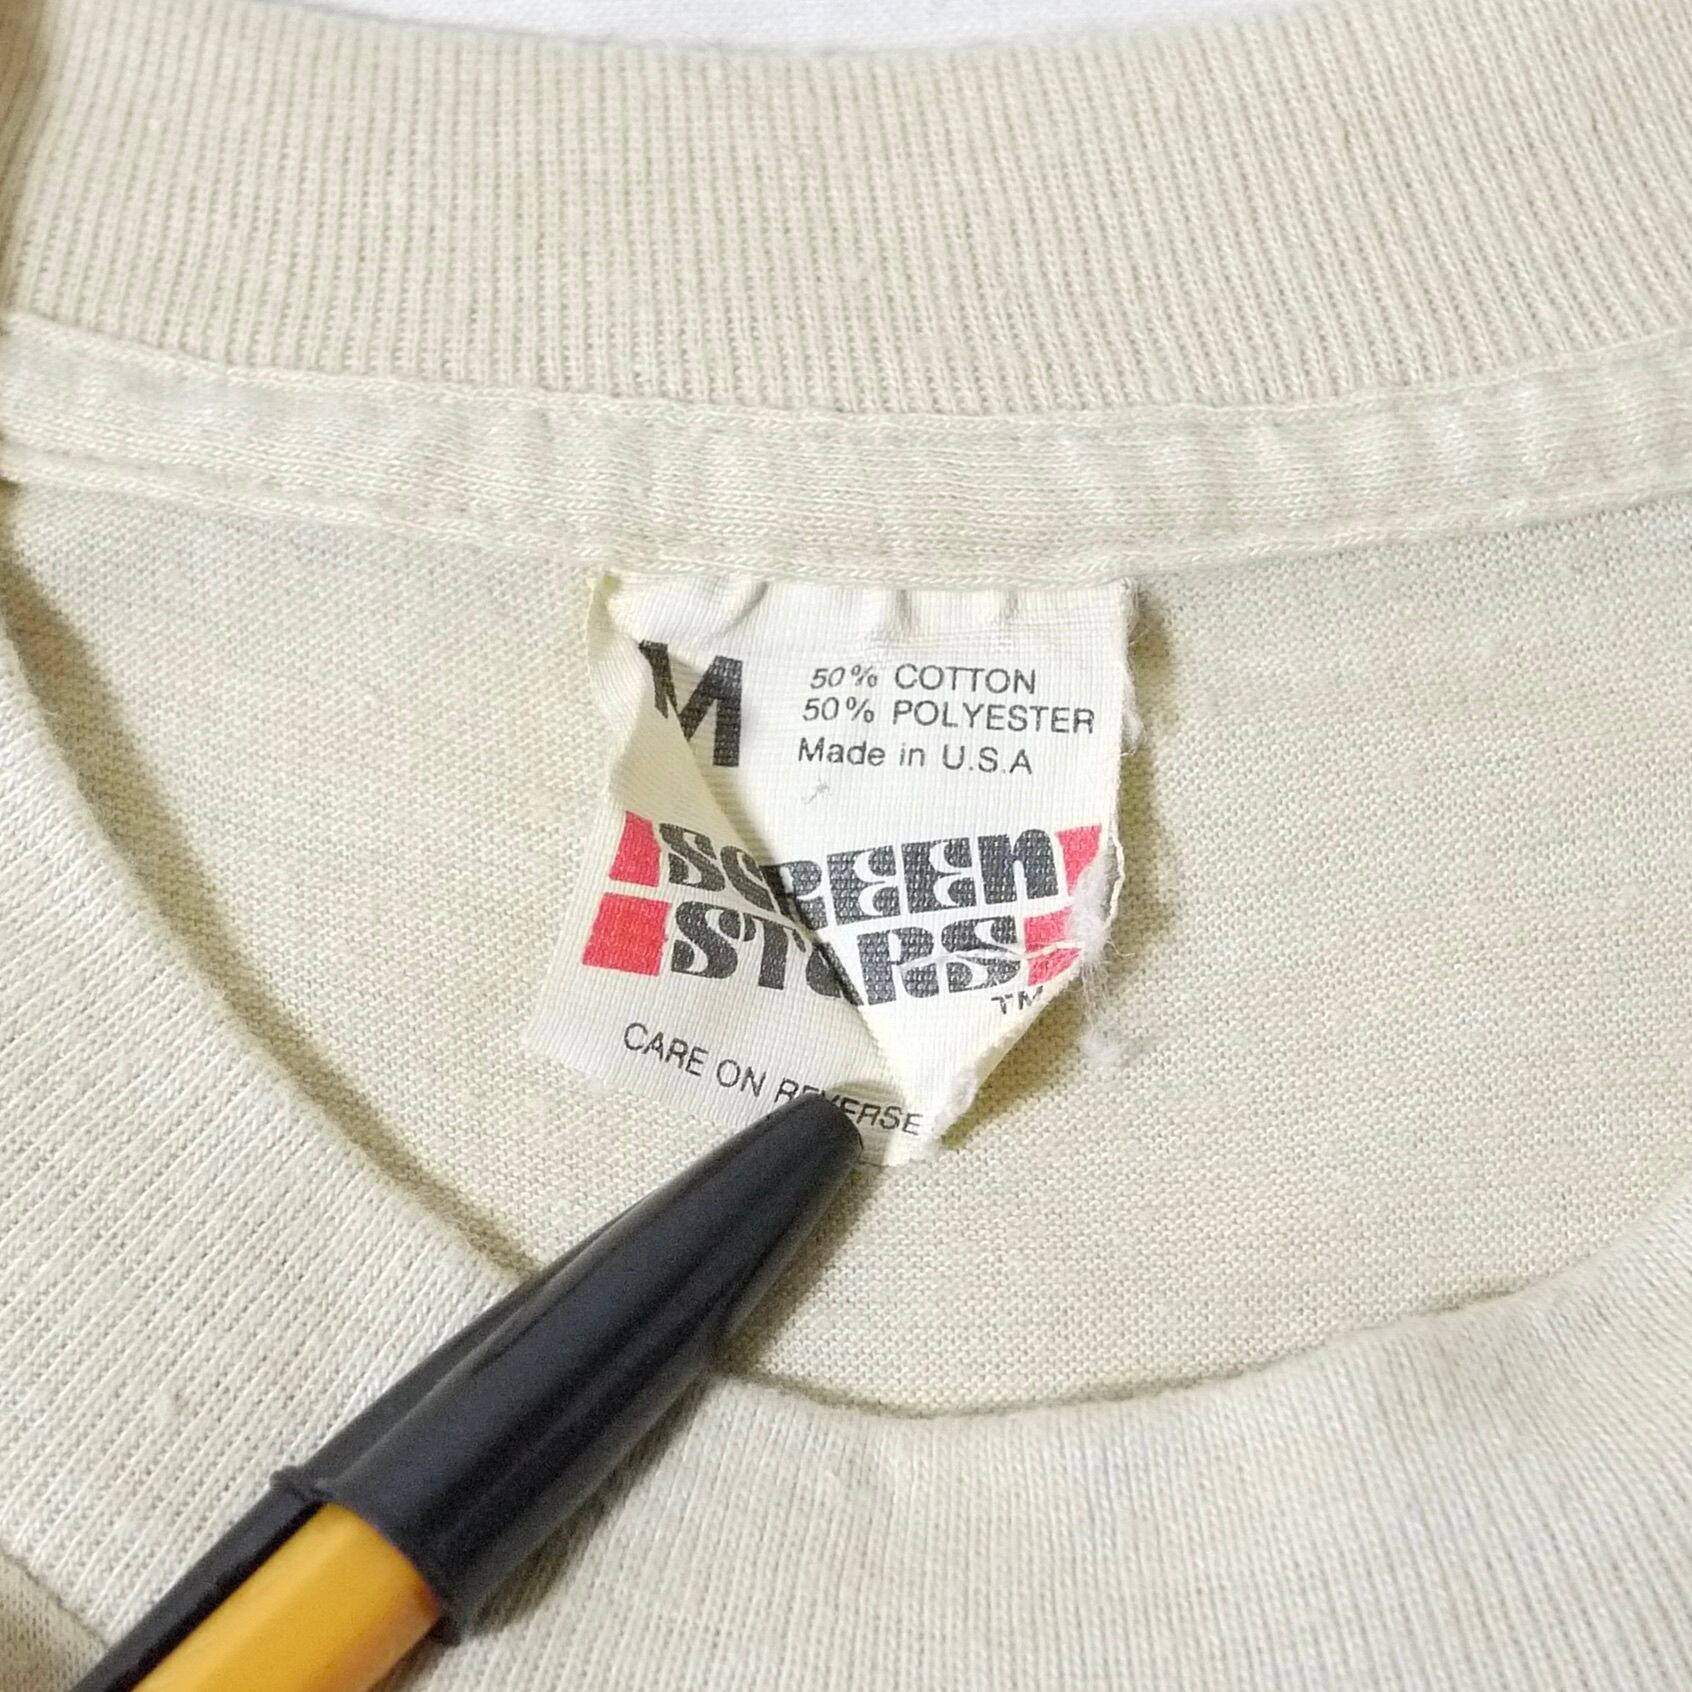 M
50% COTTON
50% POLYESTER
Made in U.S.A
SCREEN
STARS
TM
CARE ON REVERSE